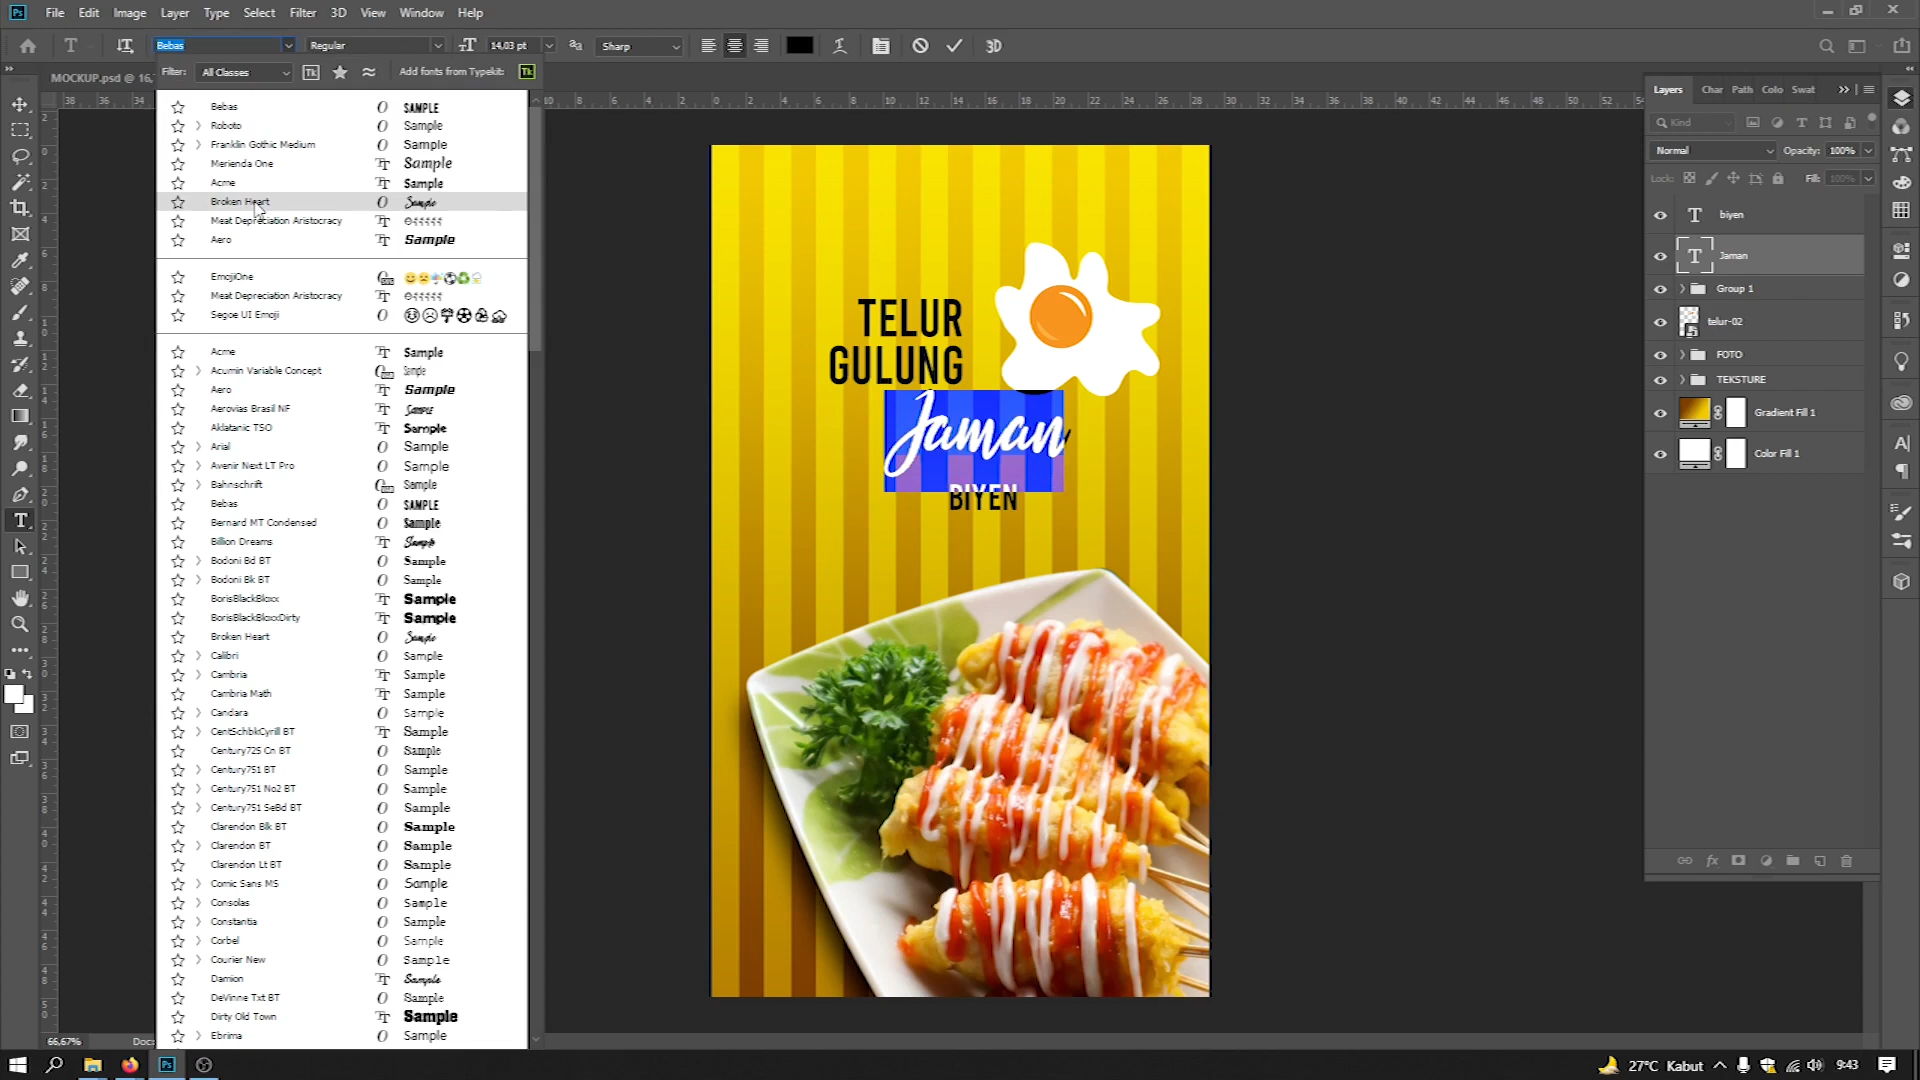 Ps File Edit Image Layer Type Select Filter 3D View Window Help
Bebas Regular 14,03 pt Sharp 3D
Filter: All Classes Add fonts from Typekit:
MOCKUP.psd @ 16,
Bebas SAMPLE
Roboto Sample
Franklin Gothic Medium Sample
Merienda One Sample
Acme Sample
Broken Heart Sample
Meat Depreciation Aristocracy
Aero Sample
EmojiOne
Meat Depreciation Aristocracy
Segoe UI Emoji
Acme Sample
Acumin Variable Concept Sample
Aero Sample
Aerovias Brasil NF Sample
Aklatanic TSO Sample
Arial Sample
Avenir Next LT Pro Sample
Bahnschrift Sample
Bebas SAMPLE
Bernard MT Condensed Sample
Billion Dreams Sample
Bodoni Bd BT Sample
Bodoni Bk BT Sample
BorisBlackBloxx Sample
BorisBlackBloxxDirty Sample
Broken Heart Sample
Calibri Sample
Cambria Sample
Cambria Math Sample
Candara Sample
CentSchbkCyrill BT Sample
Century725 Cn BT Sample
Century751 BT Sample
Century751 No2 BT Sample
Century751 SeBd BT Sample
Clarendon Blk BT Sample
Clarendon BT Sample
Clarendon Lt BT Sample
Comic Sans MS Sample
Consolas Sample
Constantia Sample
Corbel Sample
Courier New Sample
Damion Sample
DeVinne Txt BT Sample
Dirty Old Town Sample
Ebrima Sample
TELUR
GULUNG
Jaman
BIYEN
Layers Char Path Colo Swat
Kind
Normal Opacity: 100%
Lock: Fill: 100%
biyen
Jaman
Group 1
telur-02
FOTO
TEKSTURE
Gradient Fill 1
Color Fill 1
66,67% Doc:
27°C Kabut 9:43